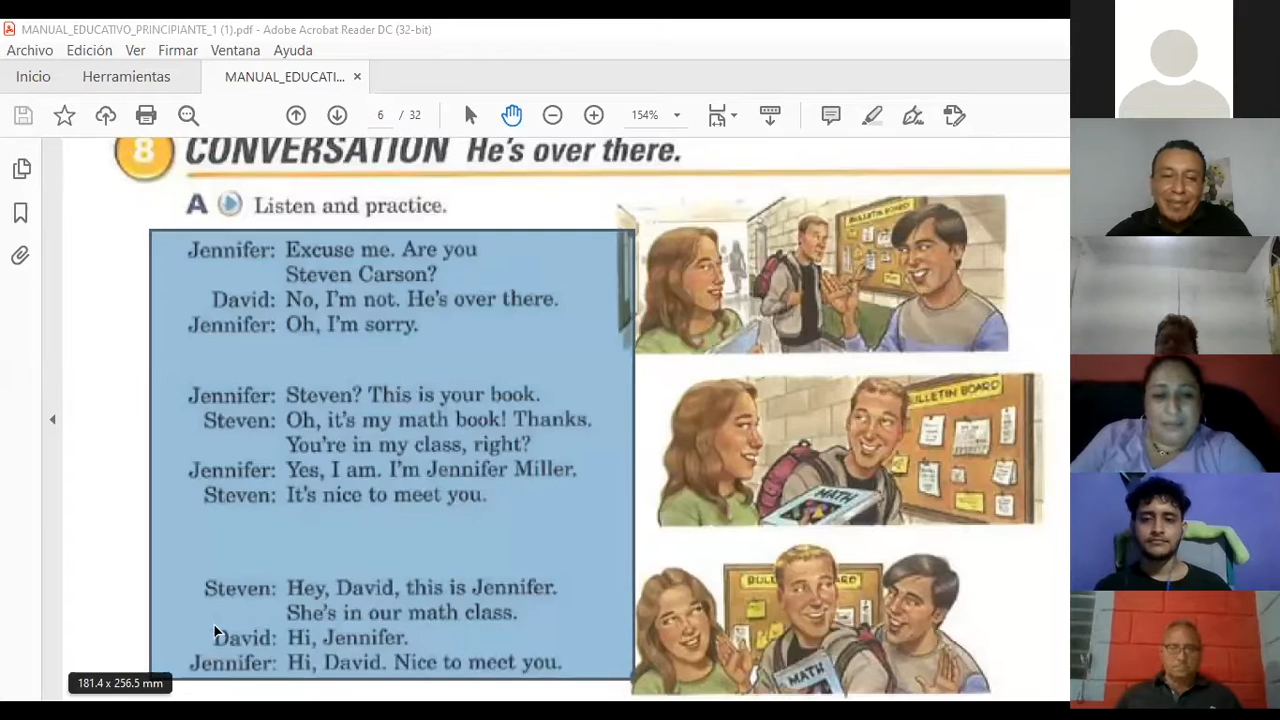 MANUAL_EDUCATIVO_PRINCIPIANTE_1 (1).pdf - Adobe Acrobat Reader DC (32-bit)
Archivo Edición Ver Firmar Ventana Ayuda
Inicio Herramientas MANUAL_EDUCATI... ×
6 / 32 154%
8 CONVERSATION He's over there.
A Listen and practice.
Jennifer: Excuse me. Are you
Steven Carson?
David: No, I'm not. He's over there.
Jennifer: Oh, I'm sorry.
BULLETIN BOARD
Jennifer: Steven? This is your book.
Steven: Oh, it's my math book! Thanks.
You're in my class, right?
Jennifer: Yes, I am. I'm Jennifer Miller.
Steven: It's nice to meet you.
BULLETIN BOARD
MATH
Steven: Hey, David, this is Jennifer.
She's in our math class.
David: Hi, Jennifer.
Jennifer: Hi, David. Nice to meet you.
MATH
181.4 x 256.5 mm